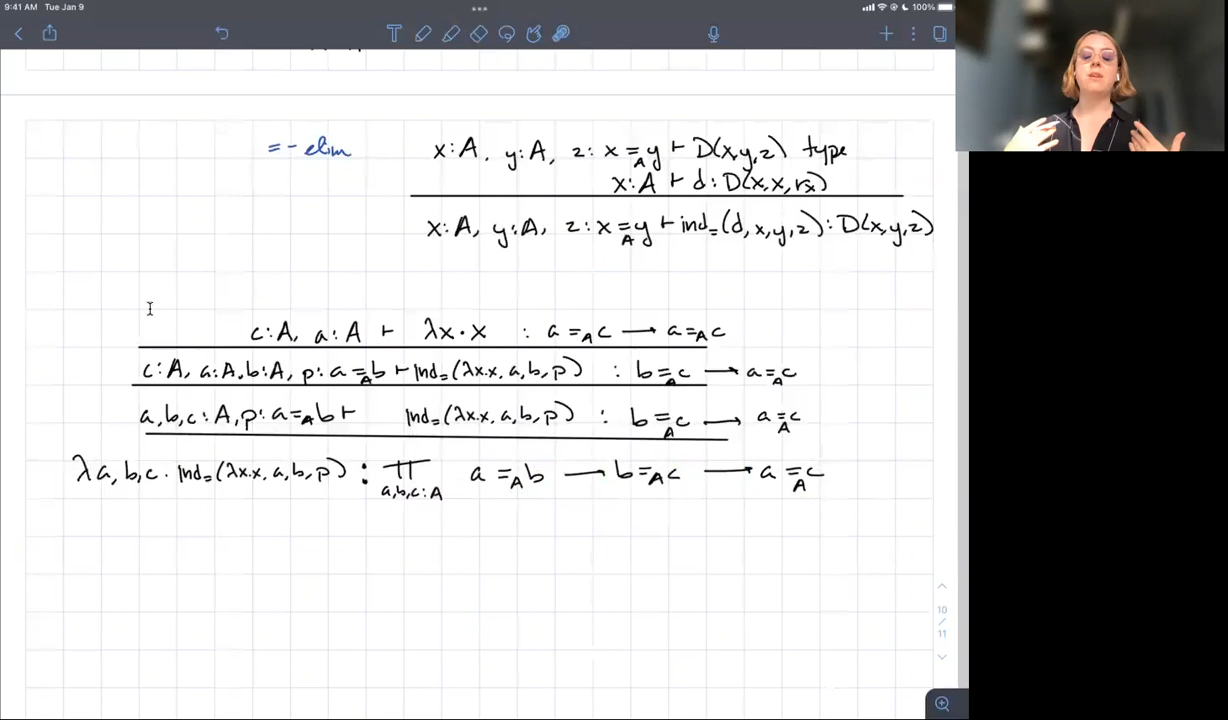 9:41 AM Tue Jan 9
100%
= - elim
x : A, y : A, z : x =_A y ⊢ D(x,y,z) type
x : A ⊢ d : D(x, x, rx)
x : A, y : A, z : x =_A y ⊢ ind_=(d, x, y, z) : D(x,y,z)
c : A, a : A ⊢ λx.x : a =_A c → a =_A c
c : A, a : A, b : A, p : a =_A b ⊢ ind_=(λx.x, a, b, p) : b =_A c → a =_A c
a, b, c : A, p : a =_A b ⊢ ind_=(λx.x, a, b, p) : b =_A c → a =_A c
λa, b, c . ind_=(λx.x, a, b, p) : Π_{a,b,c : A} a =_A b → b =_A c → a =_A c
10
/
11